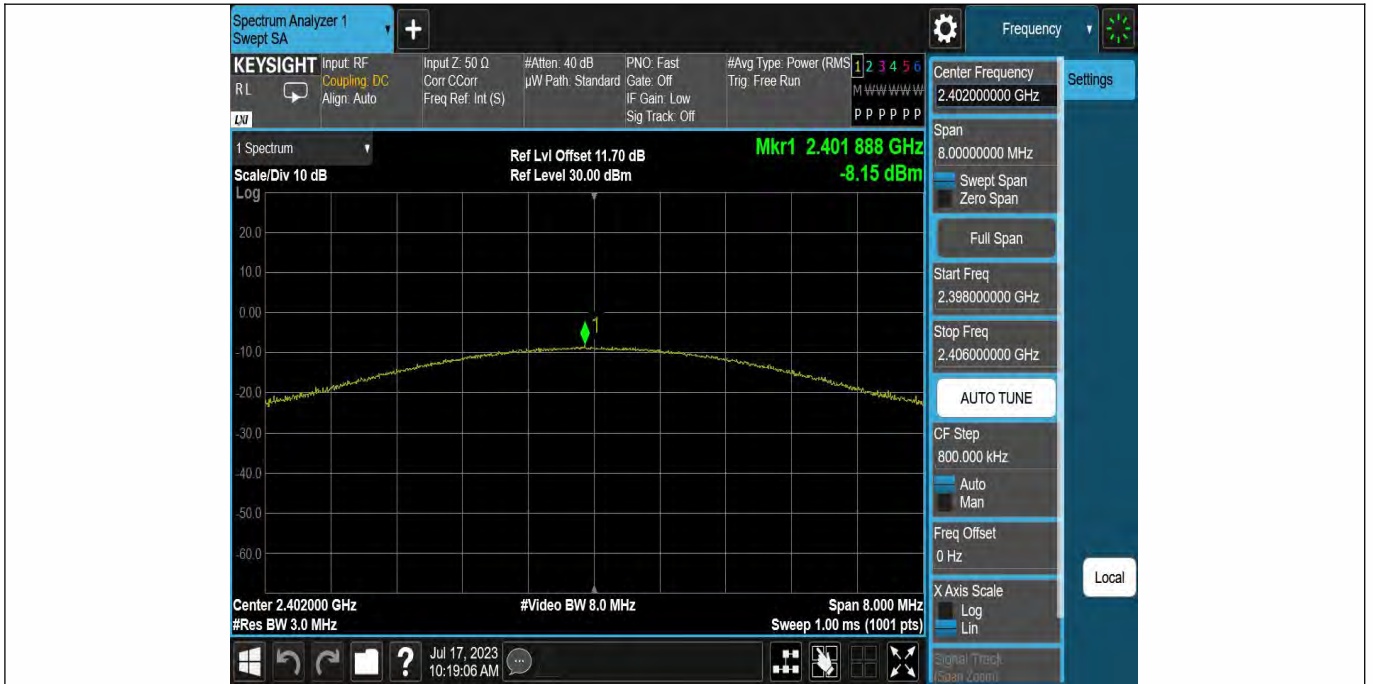 Spectrum Analyzer 1
Swept SA
+
Frequency
KEYSIGHT
R L
LXI
Input: RF
Coupling: DC
Align: Auto
Input Z: 50 Ω
Corr CCorr
Freq Ref: Int (S)
#Atten: 40 dB
µW Path: Standard
PNO: Fast
Gate: Off
IF Gain: Low
Sig Track: Off
#Avg Type: Power (RMS
Trig: Free Run
1 2 3 4 5 6
M W W W W W
P P P P P P
1 Spectrum
Scale/Div 10 dB
Ref Lvl Offset 11.70 dB
Ref Level 30.00 dBm
Mkr1 2.401 888 GHz
-8.15 dBm
Log
20.0
10.0
0.00
-10.0
-20.0
-30.0
-40.0
-50.0
-60.0
1
Center 2.402000 GHz
#Res BW 3.0 MHz
#Video BW 8.0 MHz
Span 8.000 MHz
Sweep 1.00 ms (1001 pts)
Center Frequency
2.402000000 GHz
Settings
Span
8.00000000 MHz
Swept Span
Zero Span
Full Span
Start Freq
2.398000000 GHz
Stop Freq
2.406000000 GHz
AUTO TUNE
CF Step
800.000 kHz
Auto
Man
Freq Offset
0 Hz
X Axis Scale
Log
Lin
Signal Track
(Span Zoom)
Local
?
Jul 17, 2023
10:19:06 AM